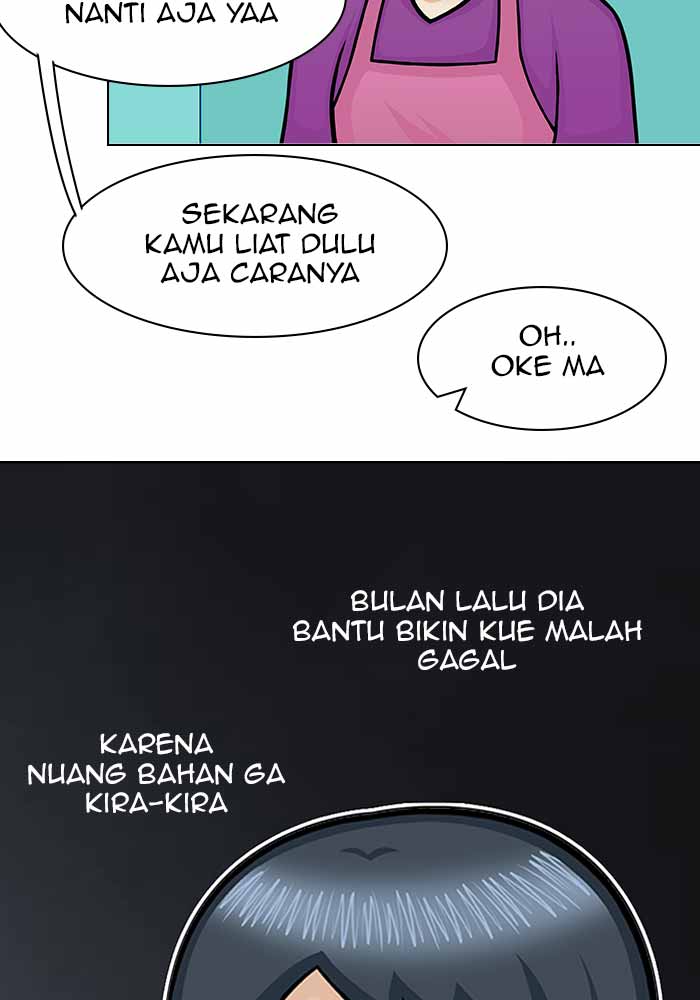 NANTI AJA YAA
SEKARANG
KAMU LIAT DULU
AJA CARANYA
OH..
OKE MA
BULAN LALU DIA
BANTU BIKIN KUE MALAH
GAGAL
KARENA
NUANG BAHAN GA
KIRA-KIRA